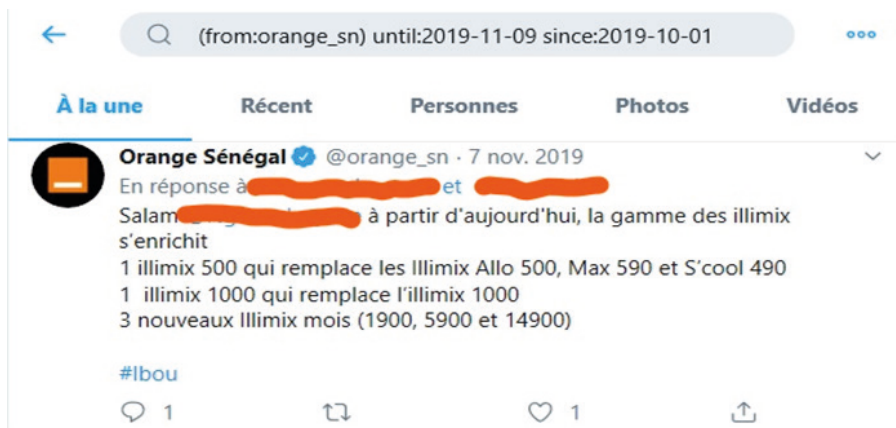 (from:orange_sn) until:2019-11-09 since:2019-10-01
À la une Récent Personnes Photos Vidéos
Orange Sénégal @orange_sn · 7 nov. 2019
En réponse à et
Salam à partir d'aujourd'hui, la gamme des illimix
s'enrichit
1 illimix 500 qui remplace les Illimix Allo 500, Max 590 et S'cool 490
1 illimix 1000 qui remplace l'illimix 1000
3 nouveaux Illimix mois (1900, 5900 et 14900)
#Ibou
1 1